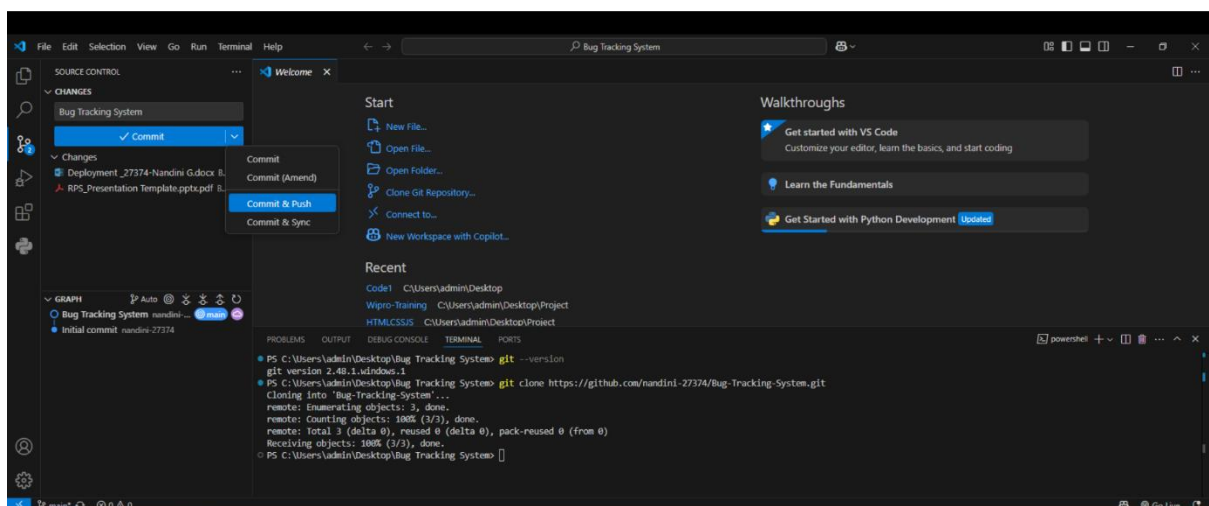 File Edit Selection View Go Run Terminal Help
Bug Tracking System
SOURCE CONTROL
CHANGES
Bug Tracking System
Commit
Changes
Deployment _27374-Nandini G.docx B..
RPS_Presentation Template.pptx.pdf B..
Commit
Commit (Amend)
Commit & Push
Commit & Sync
GRAPH Auto
Bug Tracking System nandini-... main
Initial commit nandini-27374
Welcome
Start
New File...
Open File...
Open Folder...
Clone Git Repository...
Connect to...
New Workspace with Copilot...
Recent
Code1 C:\Users\admin\Desktop
Wipro-Training C:\Users\admin\Desktop\Project
HTMLCSSJS C:\Users\admin\Desktop\Project
Walkthroughs
Get started with VS Code
Customize your editor, learn the basics, and start coding
Learn the Fundamentals
Get Started with Python Development Updated
PROBLEMS OUTPUT DEBUG CONSOLE TERMINAL PORTS
powershell
PS C:\Users\admin\Desktop\Bug Tracking System> git --version
git version 2.48.1.windows.1
PS C:\Users\admin\Desktop\Bug Tracking System> git clone https://github.com/nandini-27374/Bug-Tracking-System.git
Cloning into 'Bug-Tracking-System'...
remote: Enumerating objects: 3, done.
remote: Counting objects: 100% (3/3), done.
remote: Total 3 (delta 0), reused 0 (delta 0), pack-reused 0 (from 0)
Receiving objects: 100% (3/3), done.
PS C:\Users\admin\Desktop\Bug Tracking System>
main* 0 0
Go Live